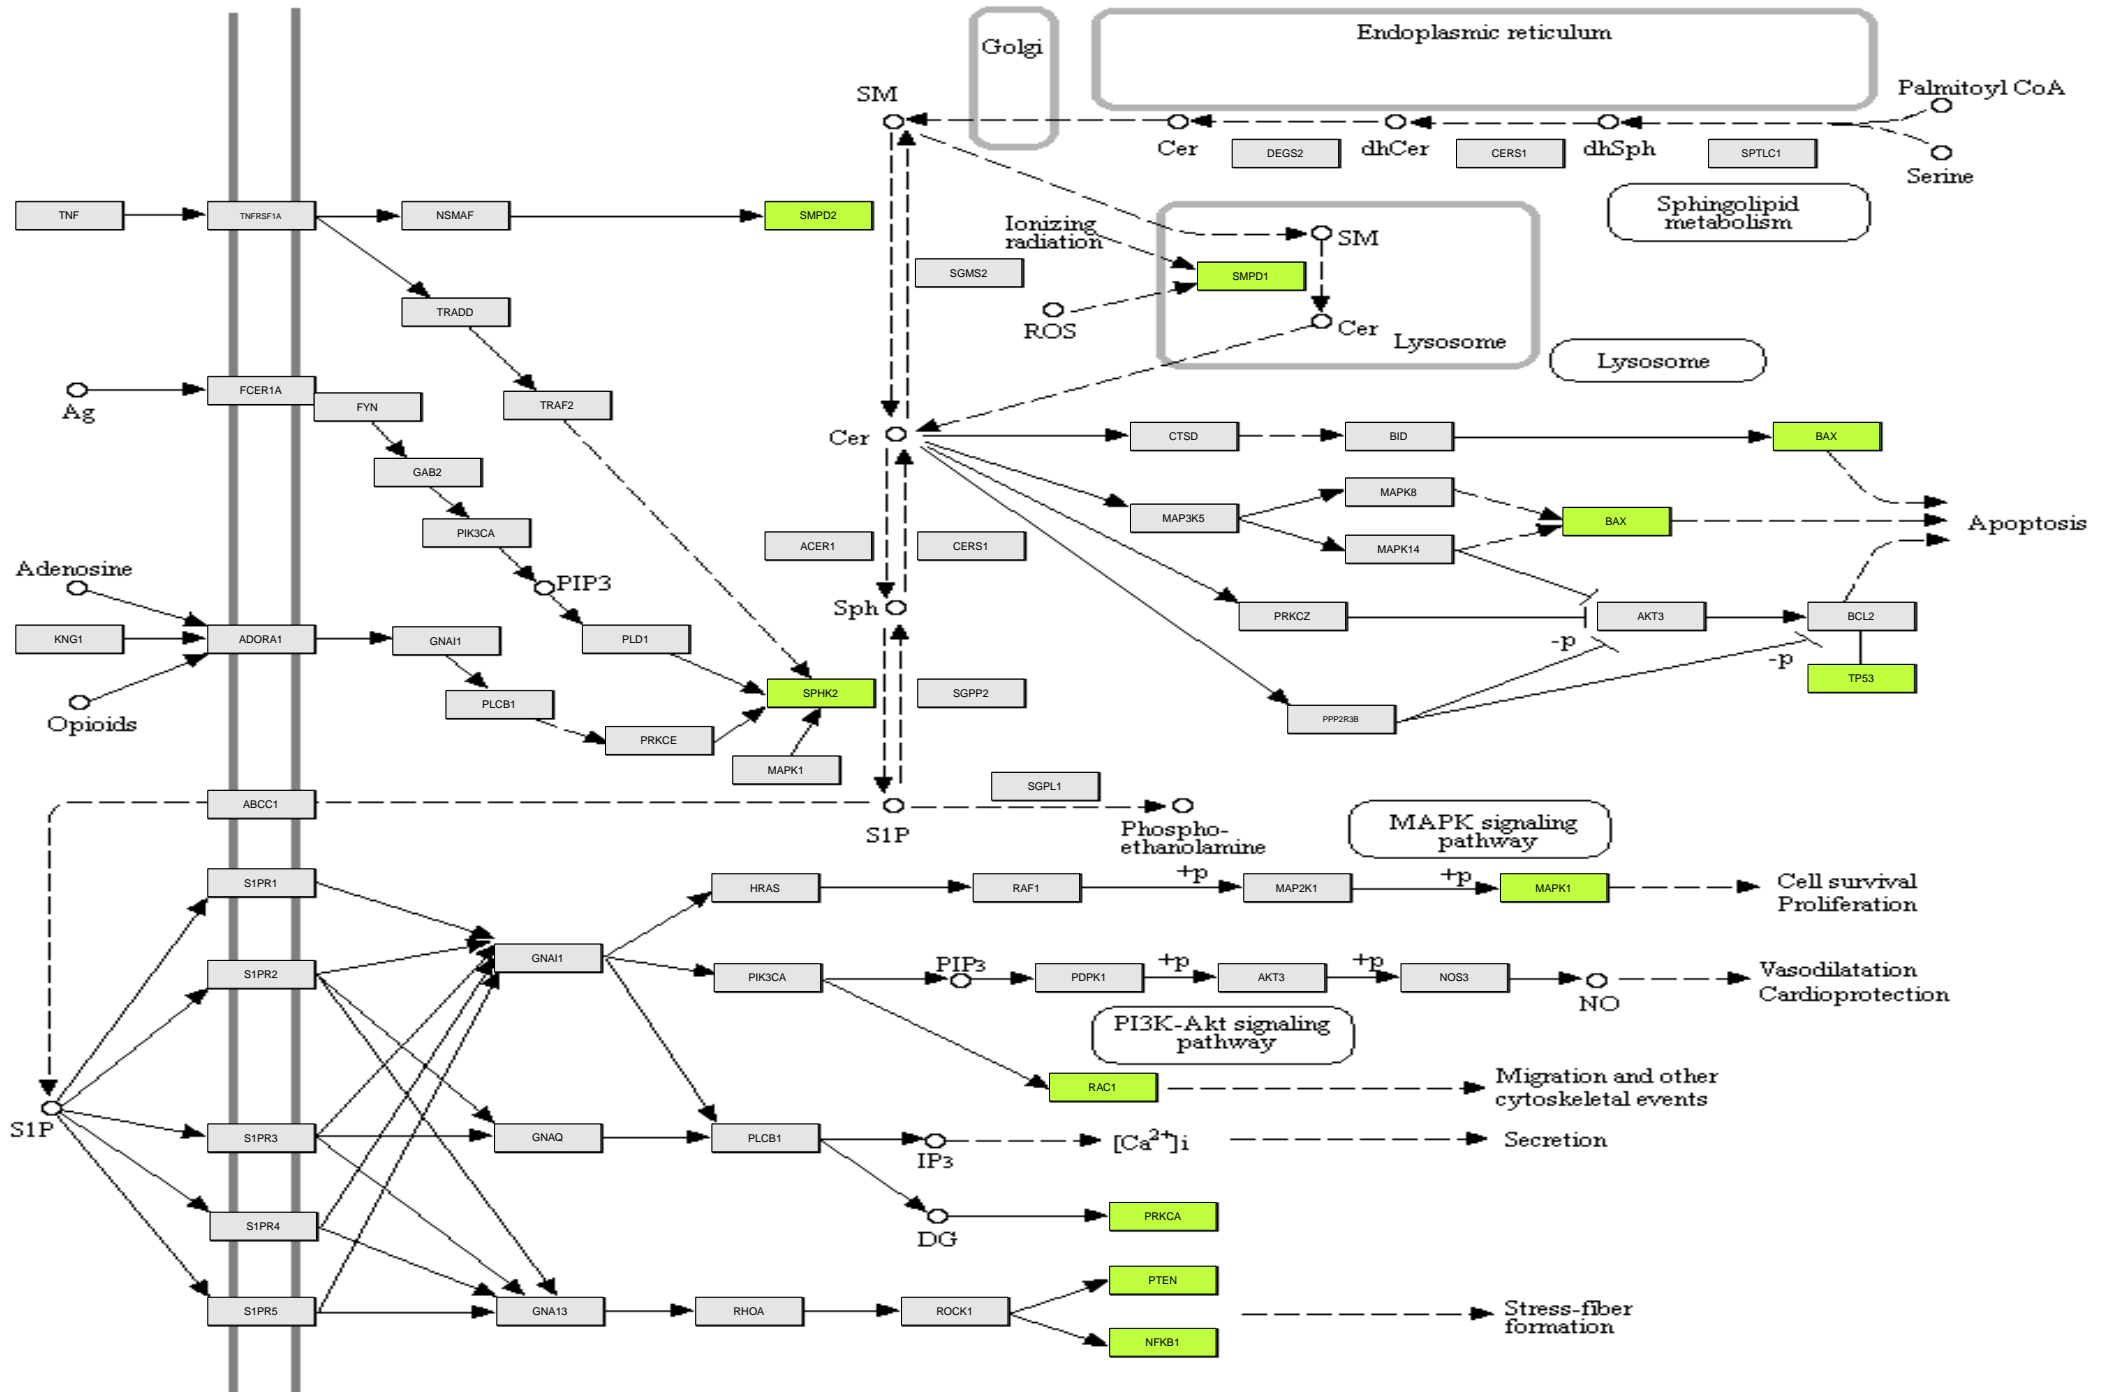 Golgi
Endoplasmic reticulum
SM
Palmitoyl CoA
Cer
DEGS2
dhCer
CERS1
dhSph
SPTLC1
Serine
Sphingolipid
metabolism
TNF
TNFRSF1A
NSMAF
SMPD2
Ionizing
radiation
SM
SGMS2
SMPD1
TRADD
ROS
Cer
Lysosome
Lysosome
FCER1A
Ag
FYN
TRAF2
Cer
CTSD
BID
BAX
GAB2
MAPK8
MAP3K5
BAX
Apoptosis
PIK3CA
ACER1
CERS1
MAPK14
Adenosine
PIP3
Sph
PRKCZ
AKT3
BCL2
KNG1
ADORA1
GNAI1
PLD1
-p
-p
TP53
SPHK2
SGPP2
Opioids
PLCB1
PPP2R3B
PRKCE
MAPK1
SGPL1
ABCC1
S1P
Phospho-
ethanolamine
MAPK signaling
pathway
S1PR1
HRAS
RAF1
+p
MAP2K1
+p
MAPK1
Cell survival
Proliferation
GNAI1
S1PR2
PIK3CA
PIP3
PDPK1
+p
AKT3
+p
NOS3
NO
Vasodilatation
Cardioprotection
PI3K-Akt signaling
pathway
RAC1
Migration and other
cytoskeletal events
S1P
S1PR3
GNAQ
PLCB1
IP3
[Ca2+]i
Secretion
S1PR4
DG
PRKCA
PTEN
S1PR5
GNA13
RHOA
ROCK1
Stress-fiber
formation
NFKB1